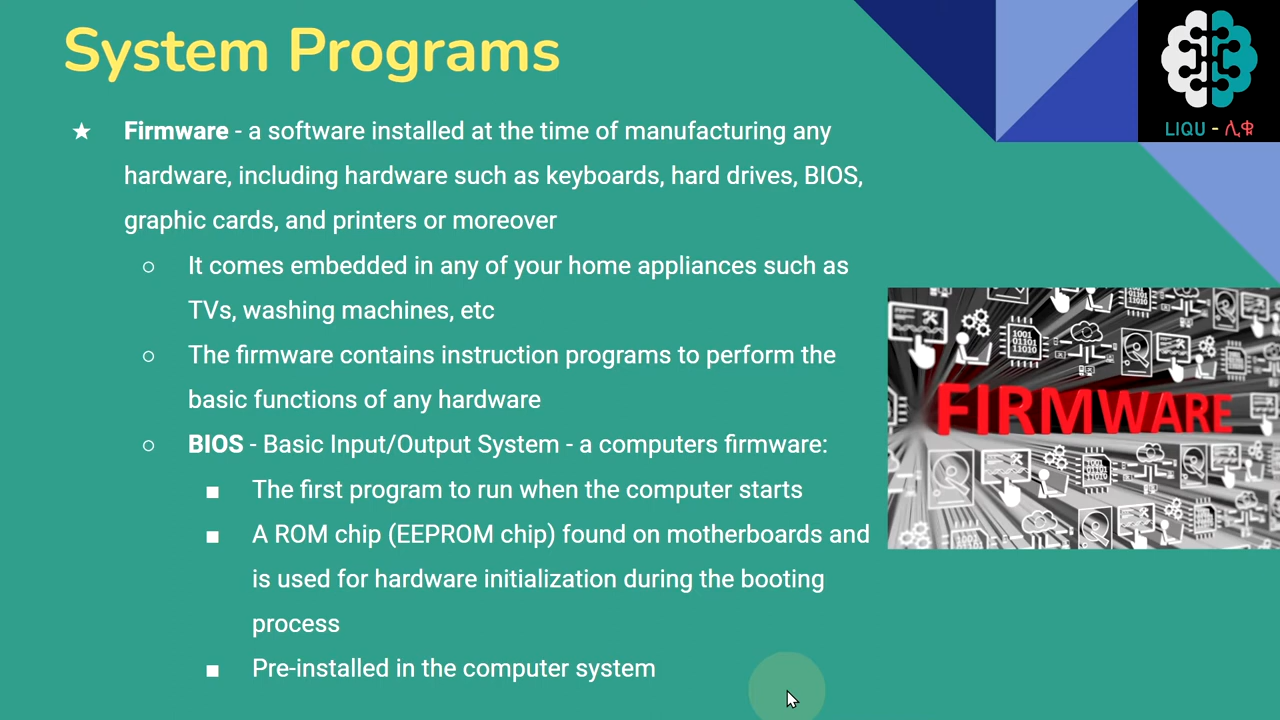 System Programs
LIQU - ሊቁ
★ Firmware - a software installed at the time of manufacturing any
hardware, including hardware such as keyboards, hard drives, BIOS,
graphic cards, and printers or moreover
○ It comes embedded in any of your home appliances such as
TVs, washing machines, etc
○ The firmware contains instruction programs to perform the
basic functions of any hardware
○ BIOS - Basic Input/Output System - a computers firmware:
■ The first program to run when the computer starts
■ A ROM chip (EEPROM chip) found on motherboards and
is used for hardware initialization during the booting
process
■ Pre-installed in the computer system
FIRMWARE
1001
01101
11010